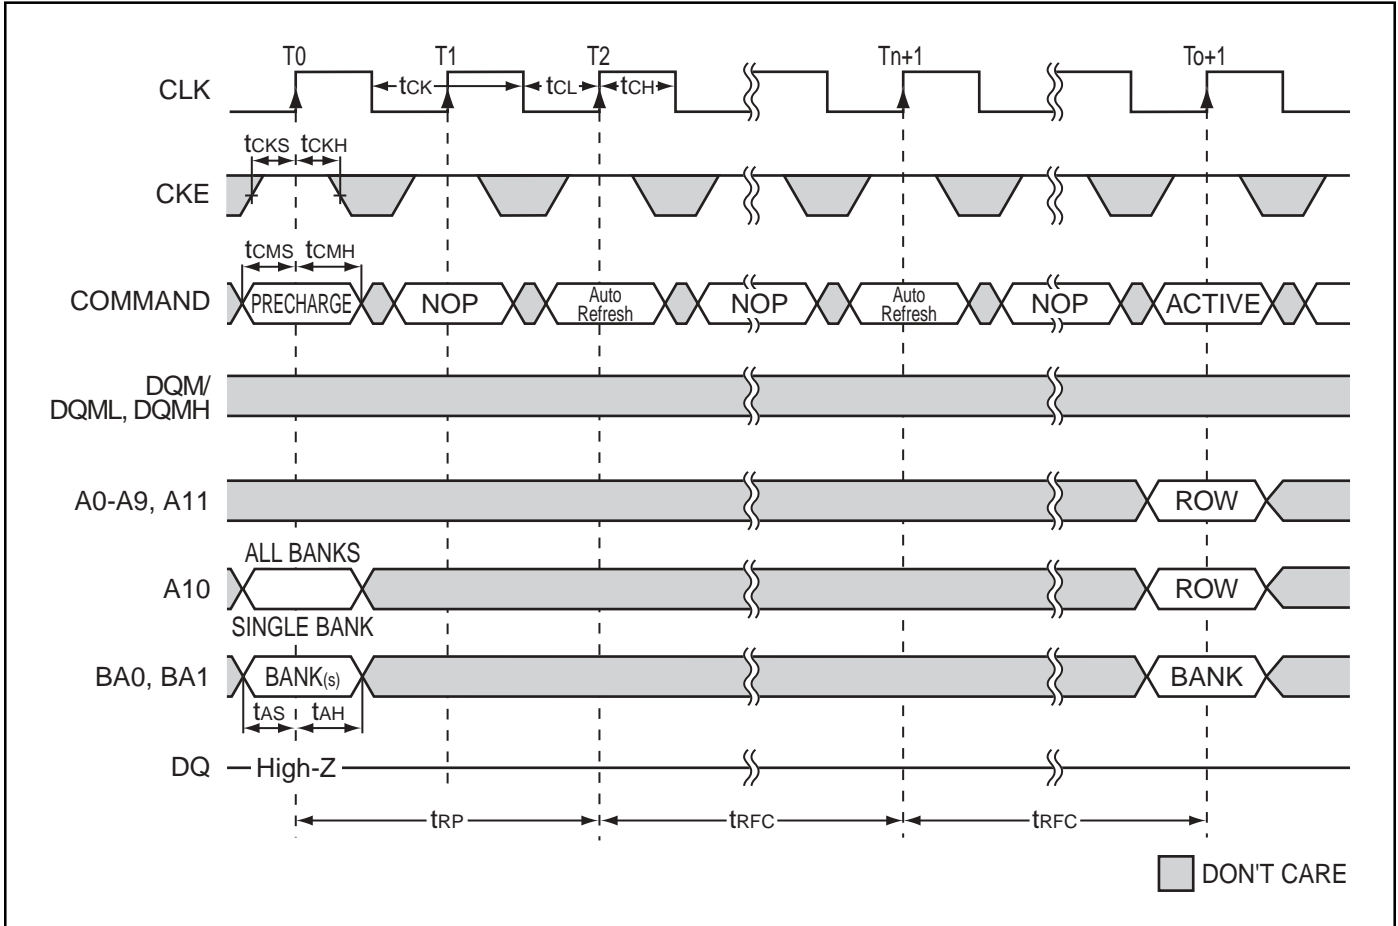 T0 T1 T2 Tn+1 To+1
CLK tCK tCL tCH
tCKS tCKH
CKE
tCMS tCMH
COMMAND PRECHARGE NOP Auto Refresh NOP Auto Refresh NOP ACTIVE
DQM/
DQML, DQMH
A0-A9, A11 ROW
ALL BANKS
A10 ROW
SINGLE BANK
BA0, BA1 BANK(s) BANK
tAS tAH
DQ High-Z
tRP tRFC tRFC
DON'T CARE